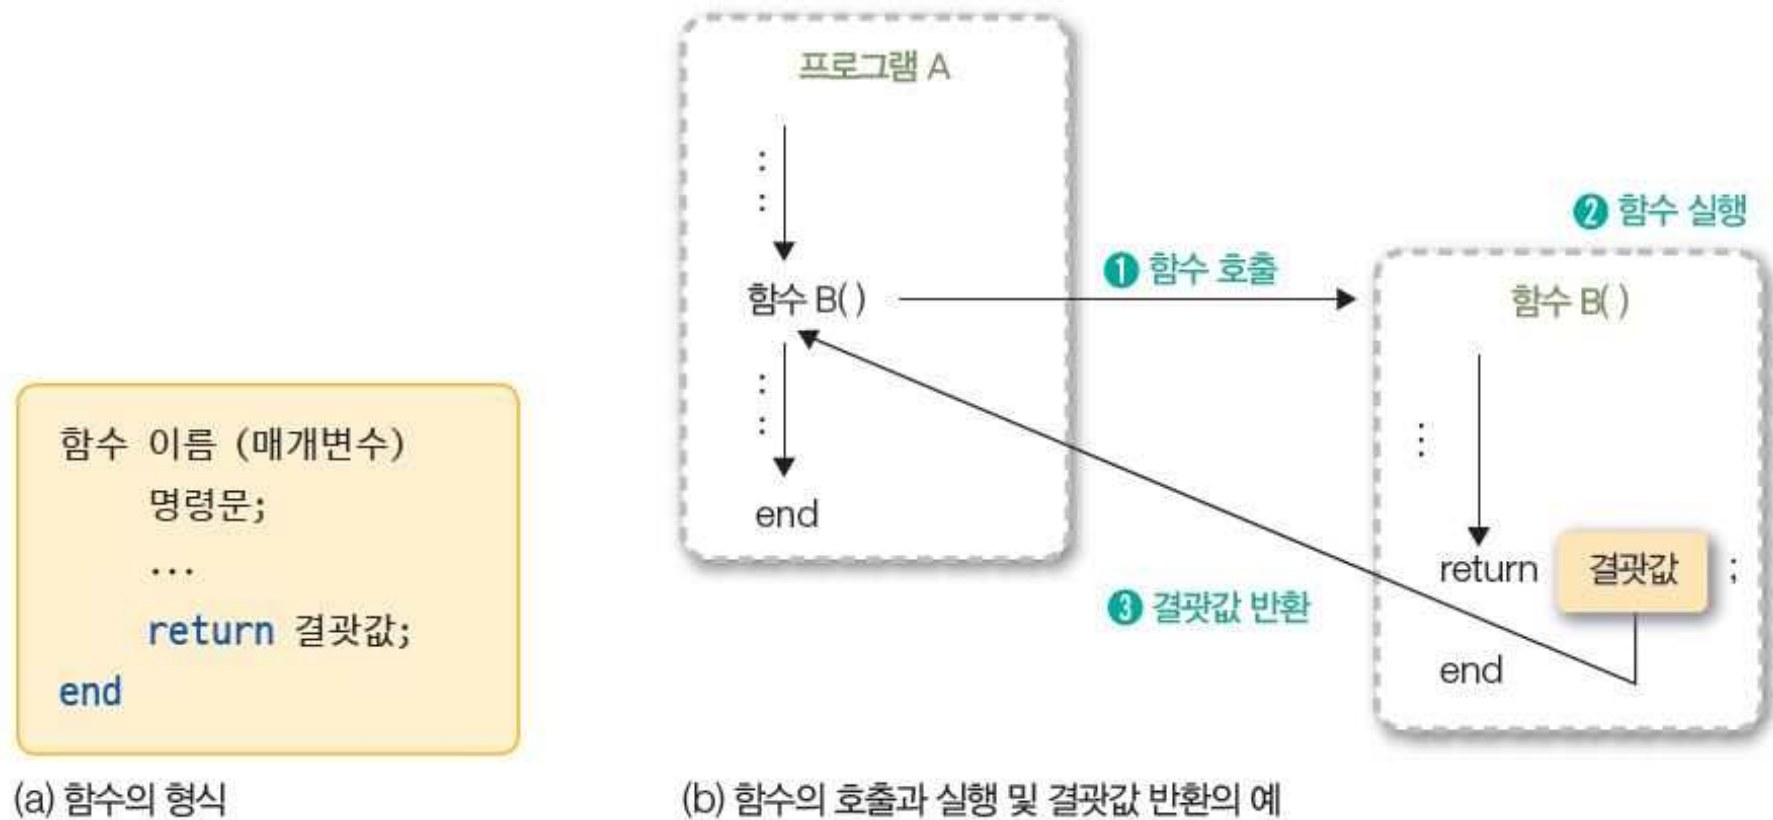 함수 이름 (매개변수)
명령문;
...
return 결괏값;
end
(a) 함수의 형식
프로그램 A
함수 B( )
end
❶ 함수 호출
❷ 함수 실행
함수 B( )
return 결괏값 ;
end
❸ 결괏값 반환
(b) 함수의 호출과 실행 및 결괏값 반환의 예